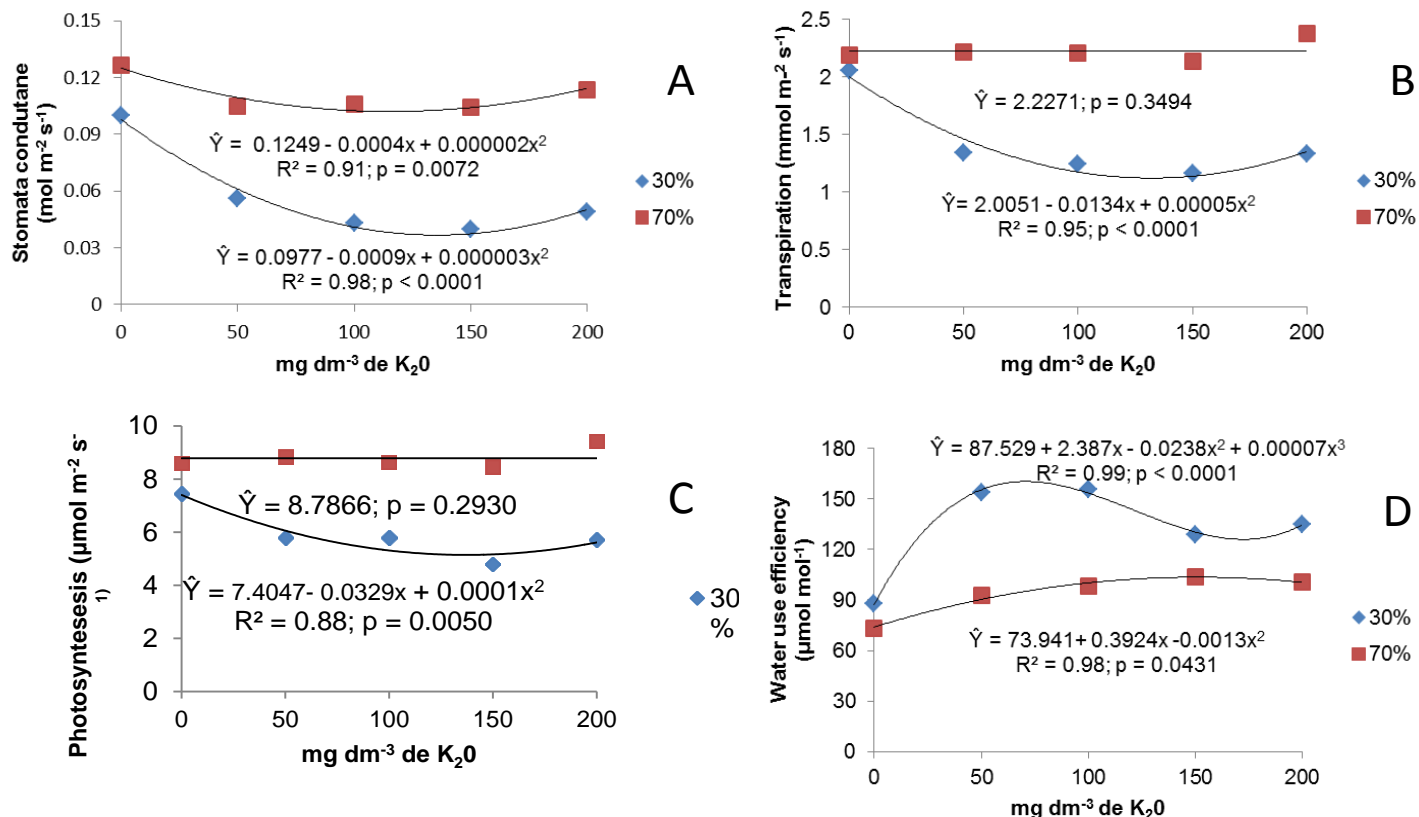 Stomata condutane
(mol m⁻² s⁻¹)
0.15
0.12
0.09
0.06
0.03
0
Ŷ = 0.1249 - 0.0004x + 0.000002x²
R² = 0.91; p = 0.0072
Ŷ = 0.0977 - 0.0009x + 0.000003x²
R² = 0.98; p < 0.0001
0 50 100 150 200
mg dm⁻³ de K₂0
A
30%
70%
Transpiration (mmol m⁻² s⁻¹)
2.5
2
1.5
1
0.5
0
Ŷ = 2.2271; p = 0.3494
Ŷ= 2.0051 - 0.0134x + 0.00005x²
R² = 0.95; p < 0.0001
0 50 100 150 200
mg dm⁻³ de K₂0
B
30%
70%
Photosyntesesis (µmol m⁻² s⁻
¹)
10
8
6
4
2
0
Ŷ = 8.7866; p = 0.2930
Ŷ = 7.4047- 0.0329x + 0.0001x²
R² = 0.88; p = 0.0050
0 50 100 150 200
mg dm⁻³ de K₂0
C
30
%
Water use efficiency
(µmol mol⁻¹)
180
150
120
90
60
30
0
Ŷ = 87.529 + 2.387x - 0.0238x² + 0.00007x³
R² = 0.99; p < 0.0001
Ŷ = 73.941+ 0.3924x -0.0013x²
R² = 0.98; p = 0.0431
0 50 100 150 200
mg dm⁻³ de K₂0
D
30%
70%